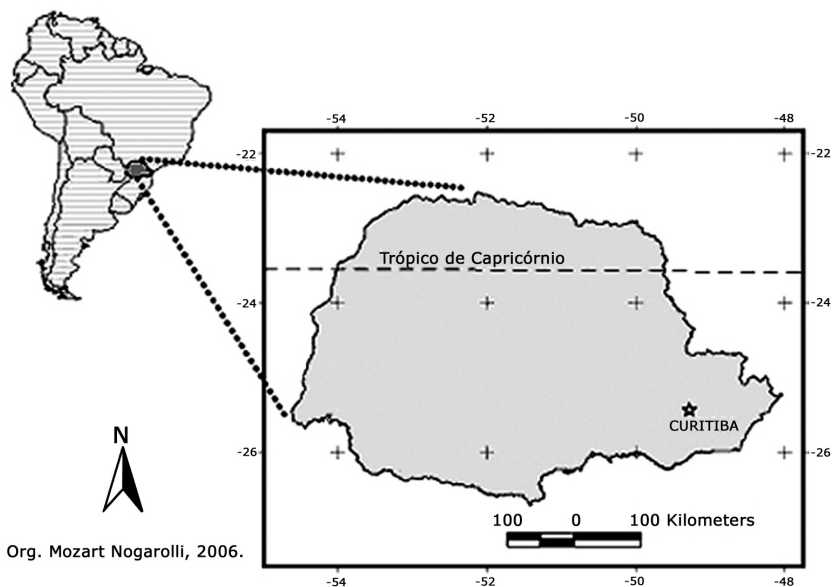 -54
-52
-50
-48
-22
-22
Trópico de Capricórnio
-24
-24
CURITIBA
-26
-26
N
100 0 100 Kilometers
Org. Mozart Nogarolli, 2006.
-54
-52
-50
-48